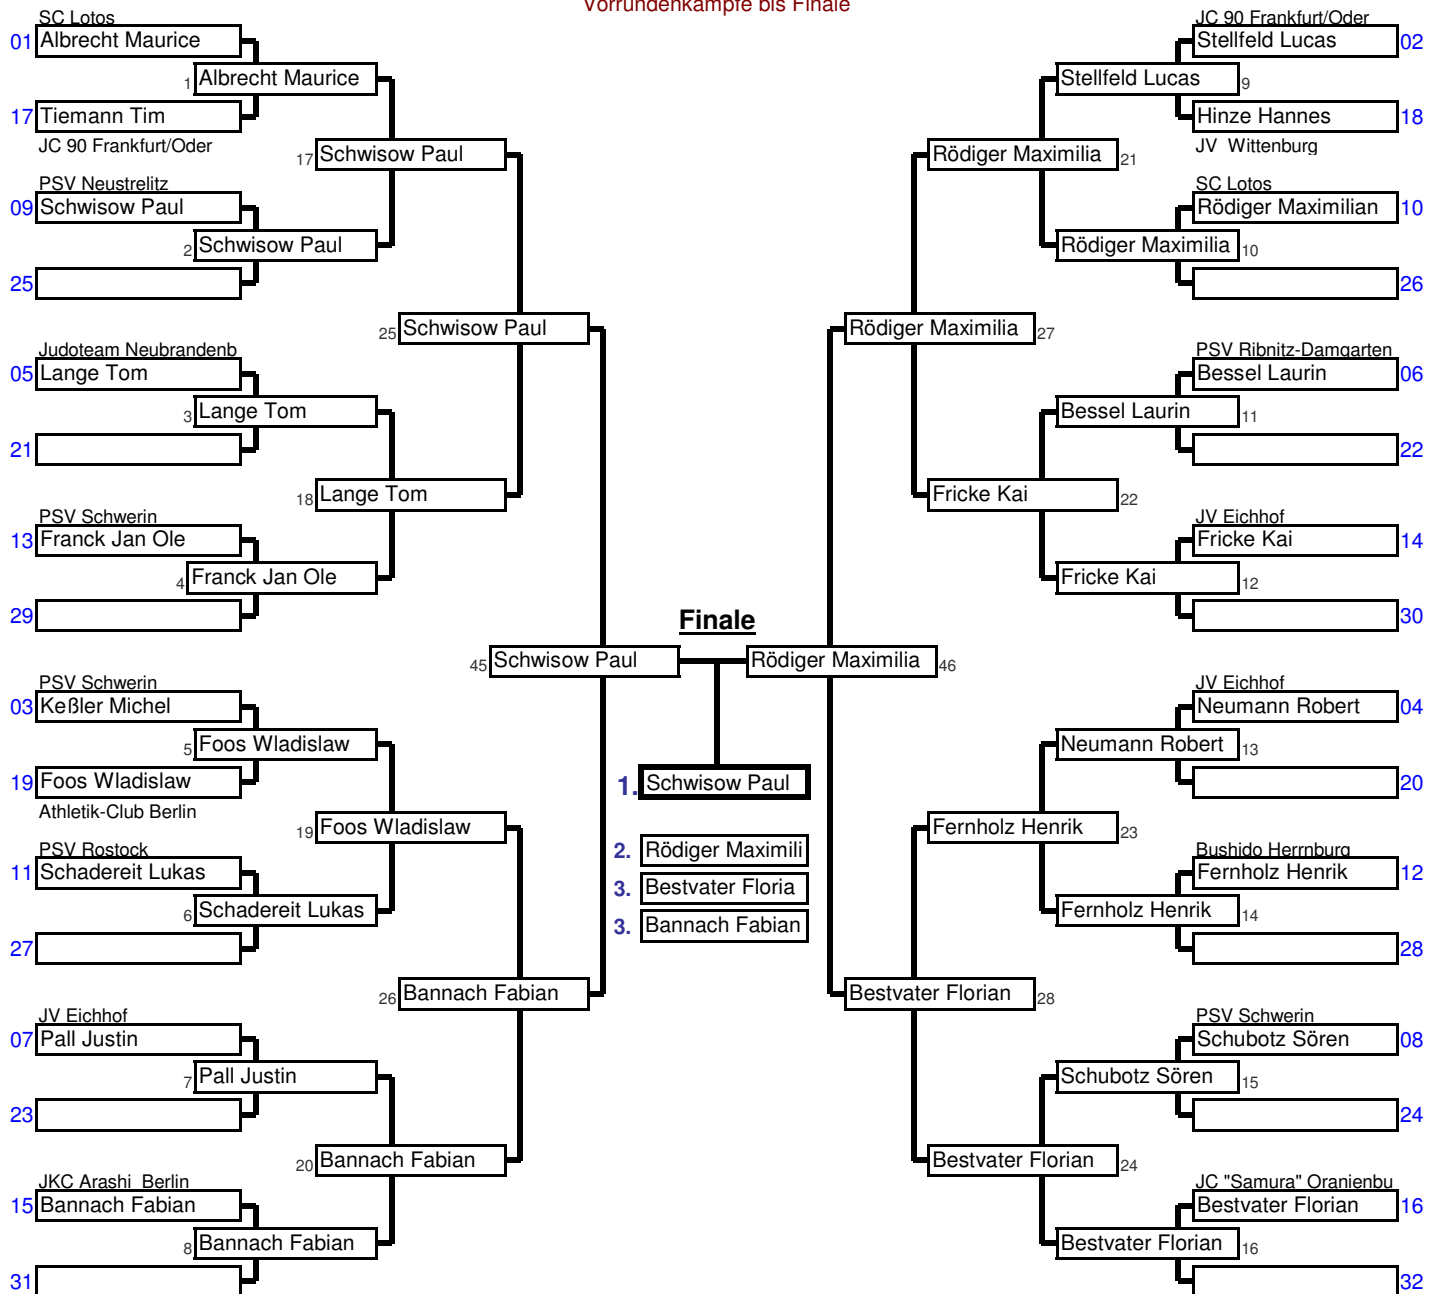 Vorrundenkämpfe bis Finale
SC Lotos
01 Albrecht Maurice
1 Albrecht Maurice
17 Tiemann Tim
JC 90 Frankfurt/Oder
17 Schwisow Paul
PSV Neustrelitz
09 Schwisow Paul
2 Schwisow Paul
25
25 Schwisow Paul
Judoteam Neubrandenb
05 Lange Tom
3 Lange Tom
21
18 Lange Tom
PSV Schwerin
13 Franck Jan Ole
4 Franck Jan Ole
29
45 Schwisow Paul
PSV Schwerin
03 Keßler Michel
5 Foos Wladislaw
19 Foos Wladislaw
Athletik-Club Berlin
19 Foos Wladislaw
PSV Rostock
11 Schadereit Lukas
6 Schadereit Lukas
27
26 Bannach Fabian
JV Eichhof
07 Pall Justin
7 Pall Justin
23
20 Bannach Fabian
JKC Arashi Berlin
15 Bannach Fabian
8 Bannach Fabian
31
Finale
1. Schwisow Paul
2. Rödiger Maximili
3. Bestvater Floria
3. Bannach Fabian
JC 90 Frankfurt/Oder
Stellfeld Lucas 02
Stellfeld Lucas 9
Hinze Hannes 18
JV Wittenburg
Rödiger Maximilia 21
SC Lotos
Rödiger Maximilian 10
Rödiger Maximilia 10
26
Rödiger Maximilia 27
PSV Ribnitz-Damgarten
Bessel Laurin 06
Bessel Laurin 11
22
Fricke Kai 22
JV Eichhof
Fricke Kai 14
Fricke Kai 12
30
Rödiger Maximilia 46
JV Eichhof
Neumann Robert 04
Neumann Robert 13
20
Fernholz Henrik 23
Bushido Herrnburg
Fernholz Henrik 12
Fernholz Henrik 14
28
Bestvater Florian 28
PSV Schwerin
Schubotz Sören 08
Schubotz Sören 15
24
Bestvater Florian 24
JC "Samura" Oranienbu
Bestvater Florian 16
Bestvater Florian 16
32